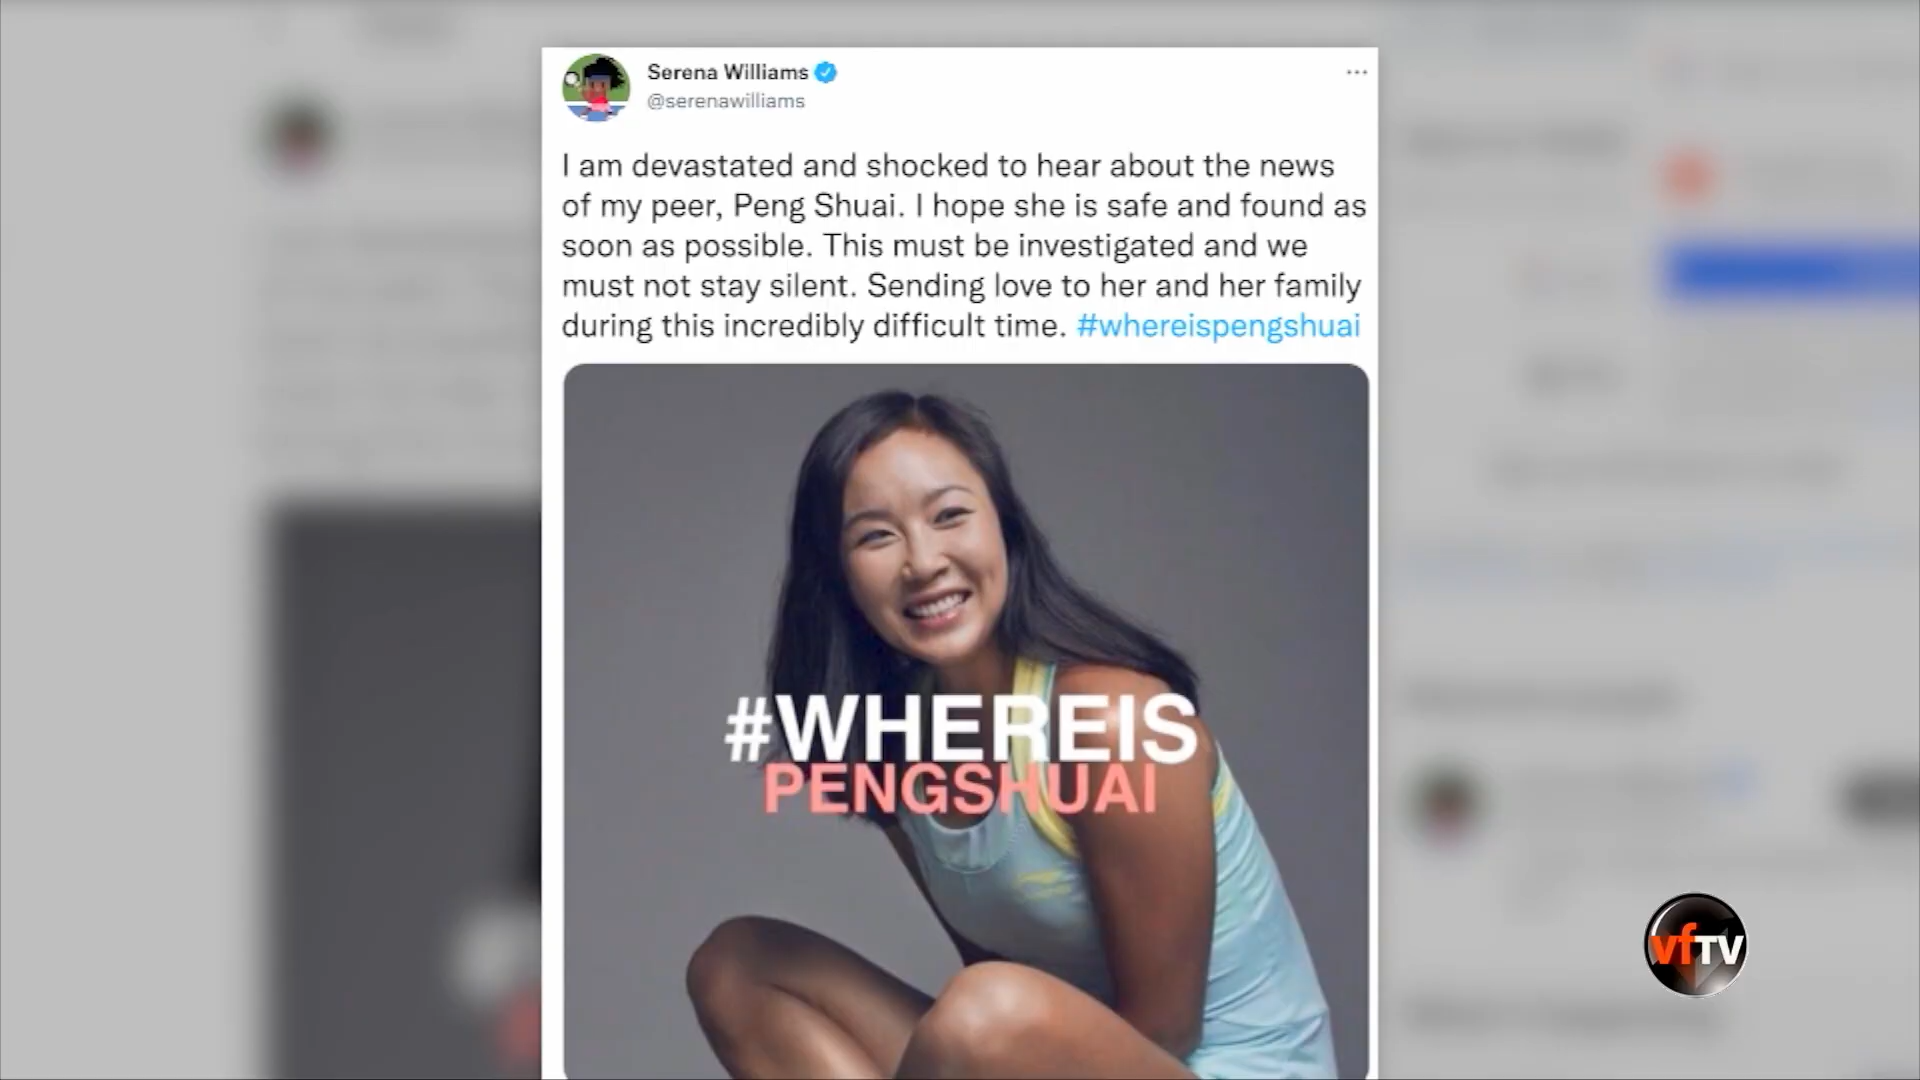 Serena Williams
@serenawilliams
I am devastated and shocked to hear about the news
of my peer, Peng Shuai. I hope she is safe and found as
soon as possible. This must be investigated and we
must not stay silent. Sending love to her and her family
during this incredibly difficult time. #whereispengshuai
#WHEREIS
PENGSHUAI
vfTV